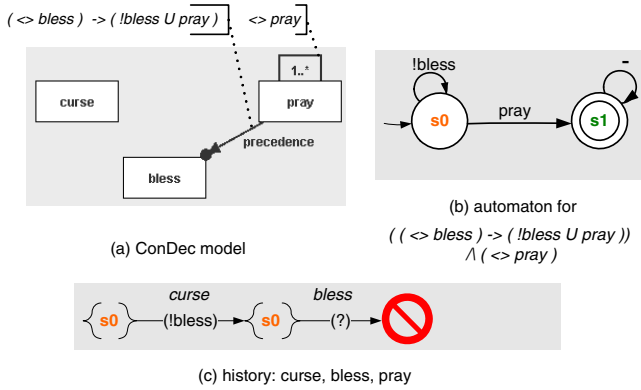 ( <> bless ) -> ( !bless U pray )
<> pray
1..*
curse
pray
precedence
bless
(a) ConDec model
!bless
-
s0
pray
s1
(b) automaton for
( ( <> bless ) -> ( !bless U pray ))
/\ ( <> pray )
curse
bless
{s0}
(!bless)
{s0}
(?)
(c) history: curse, bless, pray